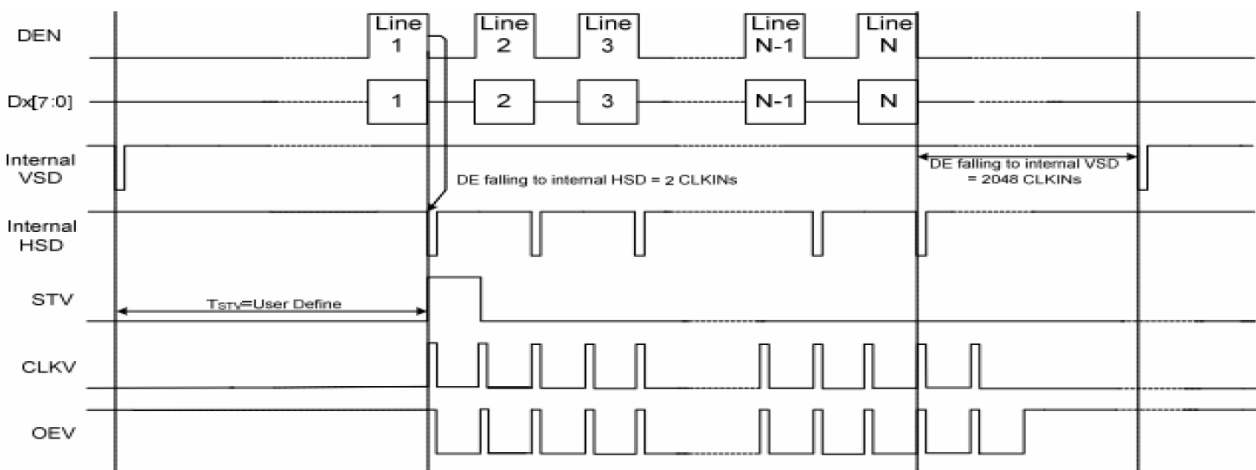 DEN
Line 1
Line 2
Line 3
Line N-1
Line N
Dx[7:0]
1
2
3
N-1
N
Internal VSD
DE falling to internal HSD = 2 CLKINs
DE falling to internal VSD
= 2048 CLKINs
Internal HSD
STV
TSTV=User Define
CLKV
OEV